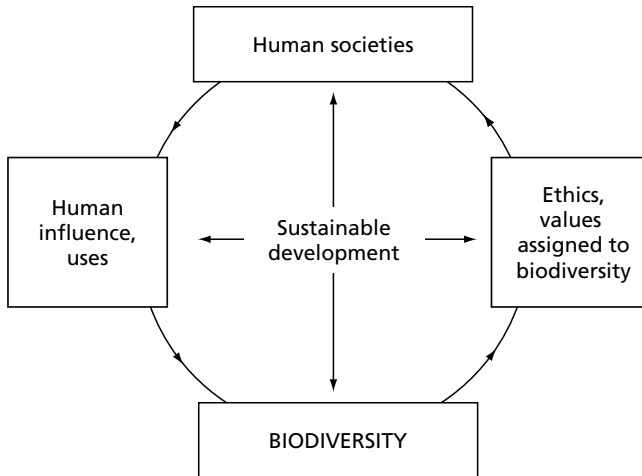 Human societies
Human
influence,
uses
Sustainable
development
Ethics,
values
assigned to
biodiversity
BIODIVERSITY